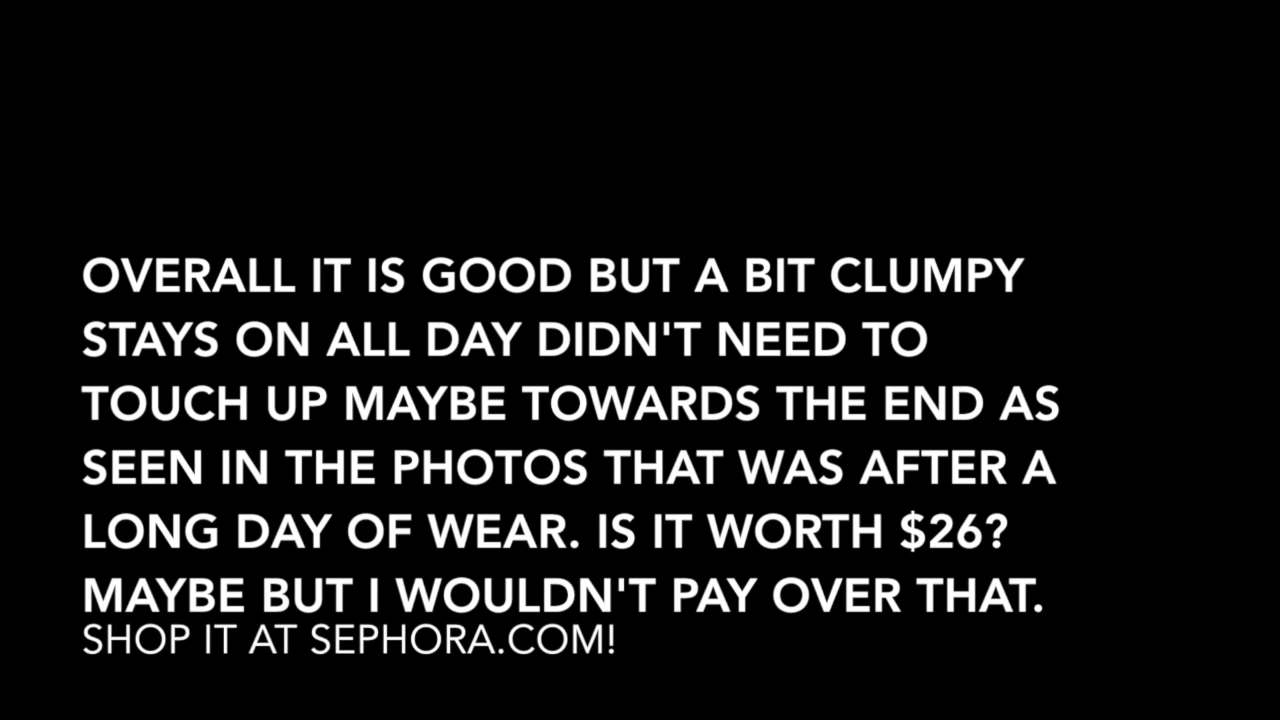 OVERALL IT IS GOOD BUT A BIT CLUMPY
STAYS ON ALL DAY DIDN'T NEED TO
TOUCH UP MAYBE TOWARDS THE END AS
SEEN IN THE PHOTOS THAT WAS AFTER A
LONG DAY OF WEAR. IS IT WORTH $26?
MAYBE BUT I WOULDN'T PAY OVER THAT.
SHOP IT AT SEPHORA.COM!